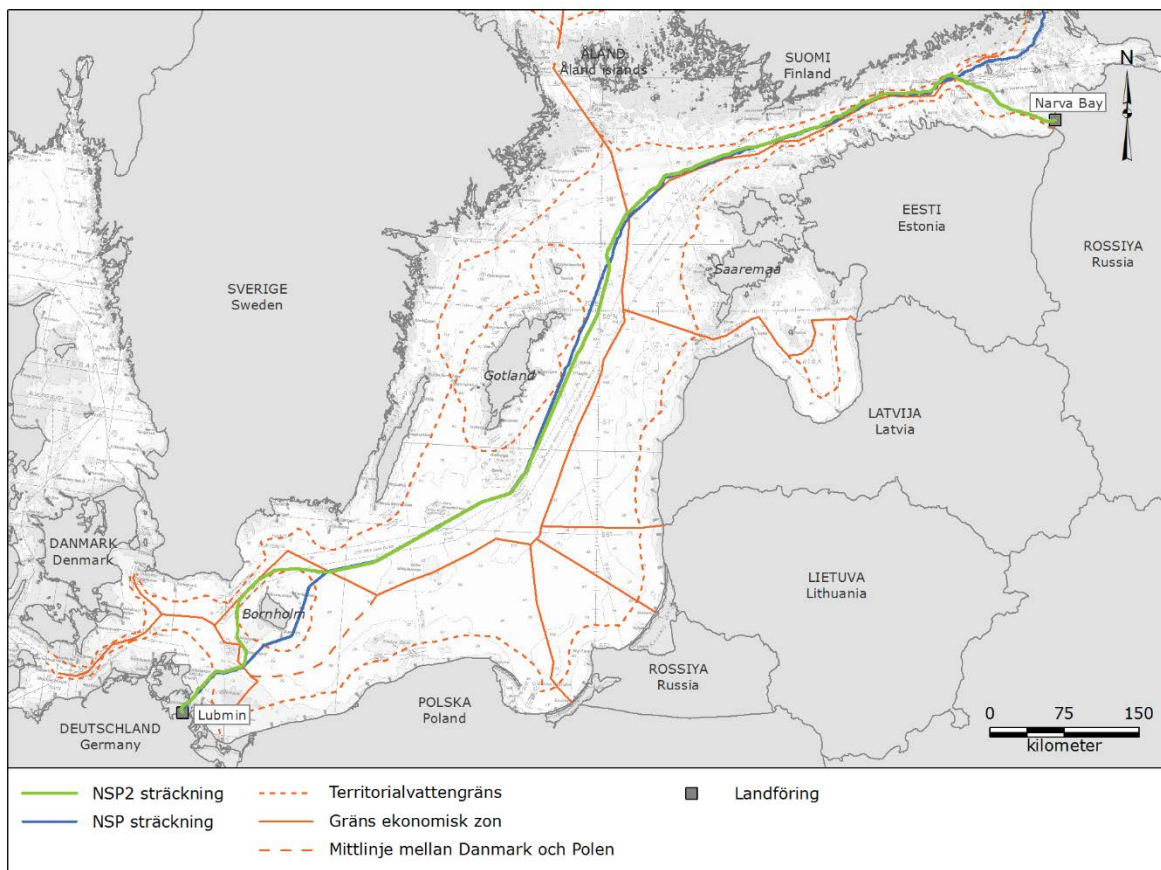 ÅLAND
Åland islands
SUOMI
Finland
N
Narva Bay
EESTI
Estonia
ROSSIYA
Russia
SVERIGE
Sweden
Saaremaa
Gotland
LATVIJA
Latvia
DANMARK
Denmark
Bornholm
LIETUVA
Lithuania
ROSSIYA
Russia
POLSKA
Poland
Lubmin
DEUTSCHLAND
Germany
0 75 150
kilometer
NSP2 sträckning
NSP sträckning
Territorialvattengräns
Gräns ekonomisk zon
Mittlinje mellan Danmark och Polen
Landföring